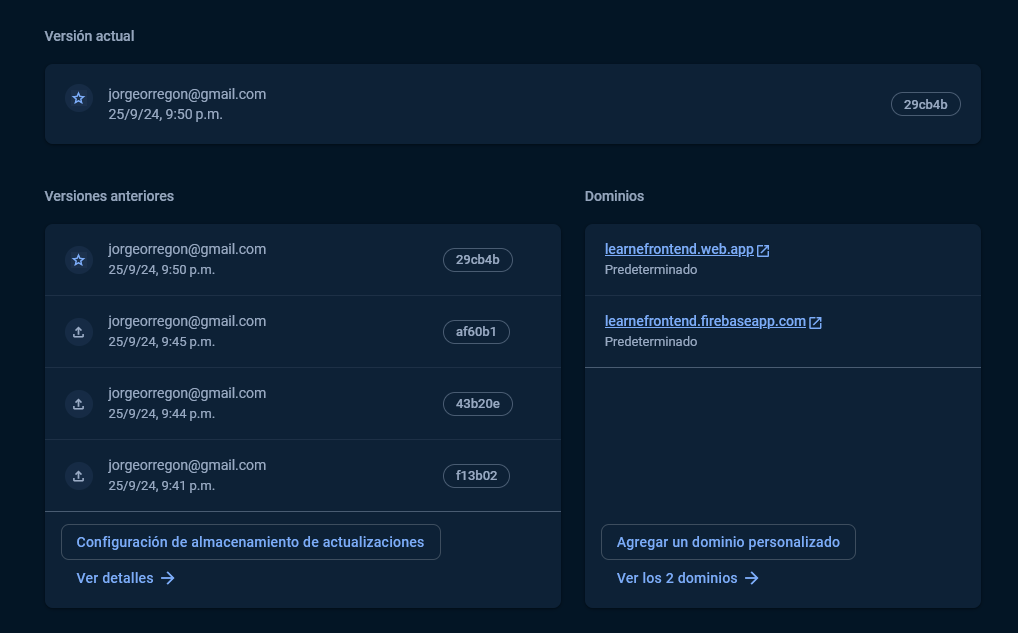 Versión actual
jorgeorregon@gmail.com
25/9/24, 9:50 p.m.
29cb4b
Versiones anteriores
jorgeorregon@gmail.com
25/9/24, 9:50 p.m.
29cb4b
jorgeorregon@gmail.com
25/9/24, 9:45 p.m.
af60b1
jorgeorregon@gmail.com
25/9/24, 9:44 p.m.
43b20e
jorgeorregon@gmail.com
25/9/24, 9:41 p.m.
f13b02
Configuración de almacenamiento de actualizaciones
Ver detalles
Dominios
learnefrontend.web.app
Predeterminado
learnefrontend.firebaseapp.com
Predeterminado
Agregar un dominio personalizado
Ver los 2 dominios